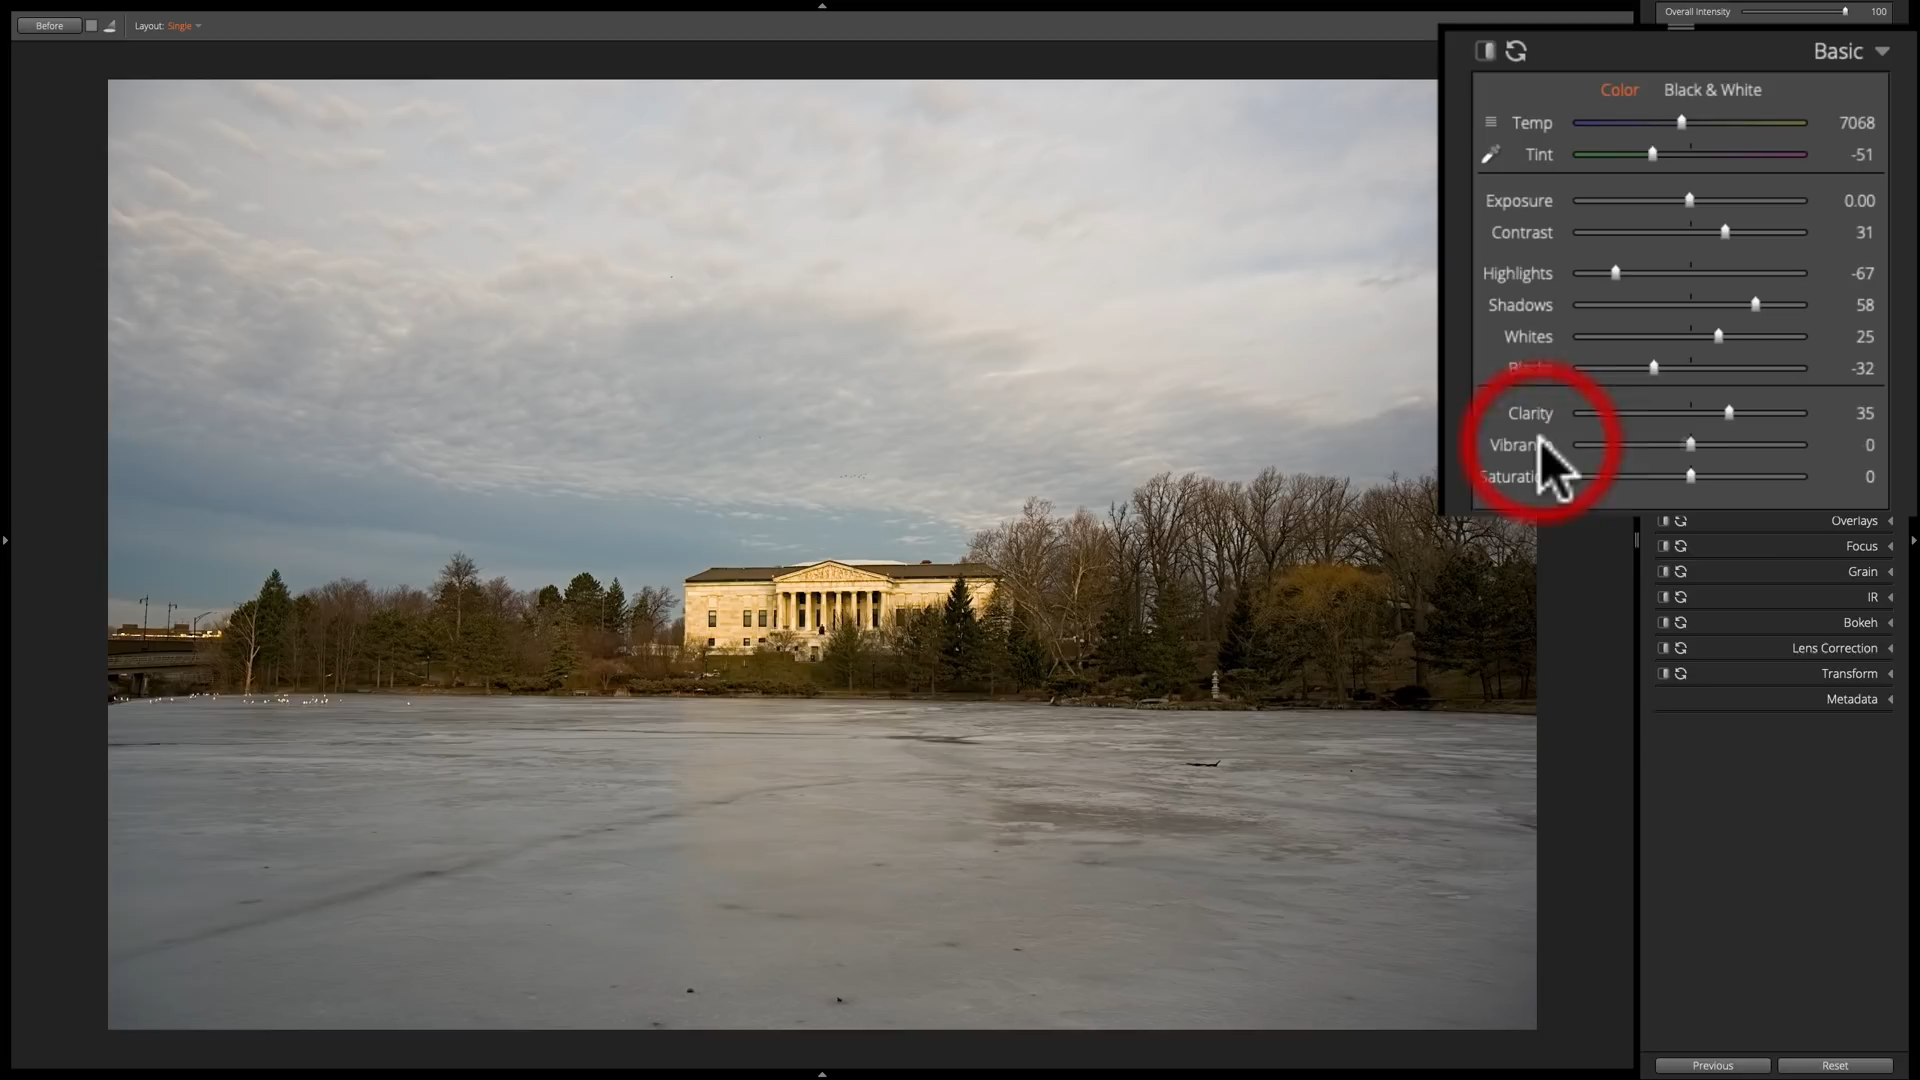 Before Layout: Single
Overall Intensity 100
Basic
Color Black & White
Temp 7068
Tint -51
Exposure 0.00
Contrast 31
Highlights -67
Shadows 58
Whites 25
-32
Clarity 35
0
0
Overlays
Focus
Grain
IR
Bokeh
Lens Correction
Transform
Metadata
Previous Reset